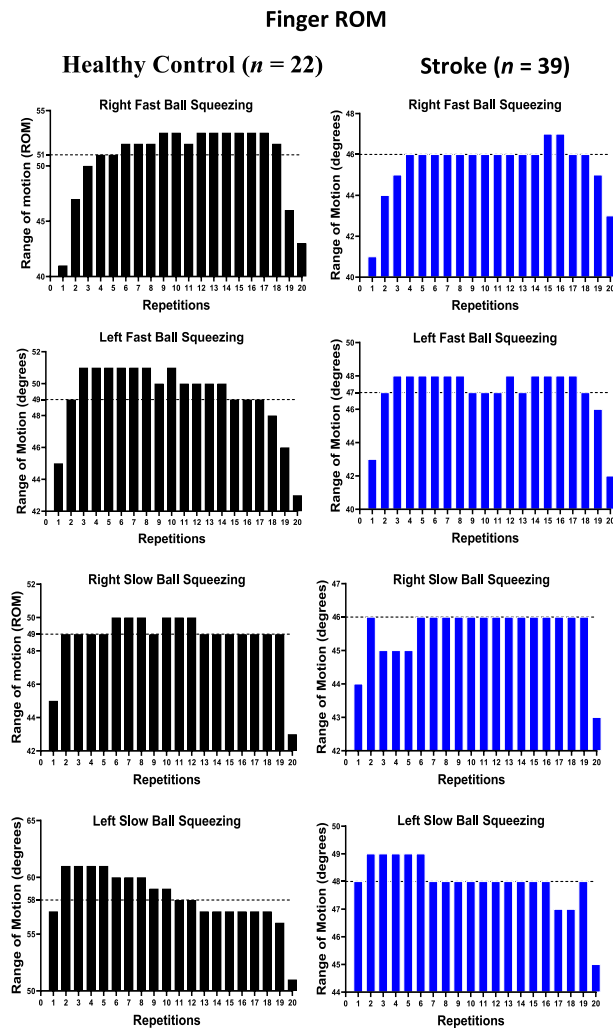 Finger ROM
Healthy Control (n = 22)
Stroke (n = 39)
Right Fast Ball Squeezing
Range of motion (ROM)
55
51
50
45
40
0 1 2 3 4 5 6 7 8 9 10 11 12 13 14 15 16 17 18 19 20
Repetitions
Right Fast Ball Squeezing
Range of Motion (degrees)
48
46
44
42
40
0 1 2 3 4 5 6 7 8 9 10 11 12 13 14 15 16 17 18 19 20
Repetitions
Left Fast Ball Squeezing
Range of Motion (degrees)
52
50
49
48
46
44
42
0 1 2 3 4 5 6 7 8 9 10 11 12 13 14 15 16 17 18 19 20
Repetitions
Left Fast Ball Squeezing
Range of Motion (degrees)
50
48
47
46
44
42
40
0 1 2 3 4 5 6 7 8 9 10 11 12 13 14 15 16 17 18 19 20
Repetitions
Right Slow Ball Squeezing
Range of motion (ROM)
52
50
49
48
46
44
42
0 1 2 3 4 5 6 7 8 9 10 11 12 13 14 15 16 17 18 19 20
Repetitions
Right Slow Ball Squeezing
Range of Motion (degrees)
47
46
45
44
43
42
0 1 2 3 4 5 6 7 8 9 10 11 12 13 14 15 16 17 18 19 20
Repetitions
Left Slow Ball Squeezing
Range of Motion (degrees)
65
60
58
55
50
0 1 2 3 4 5 6 7 8 9 10 11 12 13 14 15 16 17 18 19 20
Repetitions
Left Slow Ball Squeezing
Range of Motion (degrees)
50
49
48
47
46
45
44
0 1 2 3 4 5 6 7 8 9 10 11 12 13 14 15 16 17 18 19 20
Repetitions